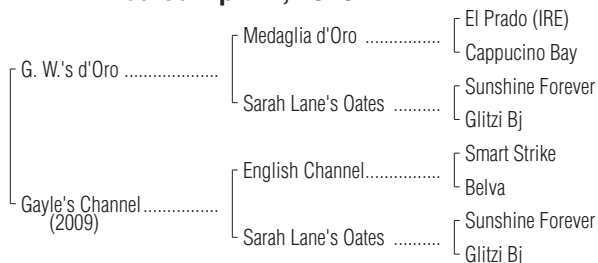 El Prado (IRE)
Medaglia d'Oro ................
Cappucino Bay
G. W.'s d'Oro ....................
Sunshine Forever
Sarah Lane's Oates ..........
Glitzi Bj
Smart Strike
English Channel................
Belva
Gayle's Channel................
(2009)
Sunshine Forever
Sarah Lane's Oates ..........
Glitzi Bj